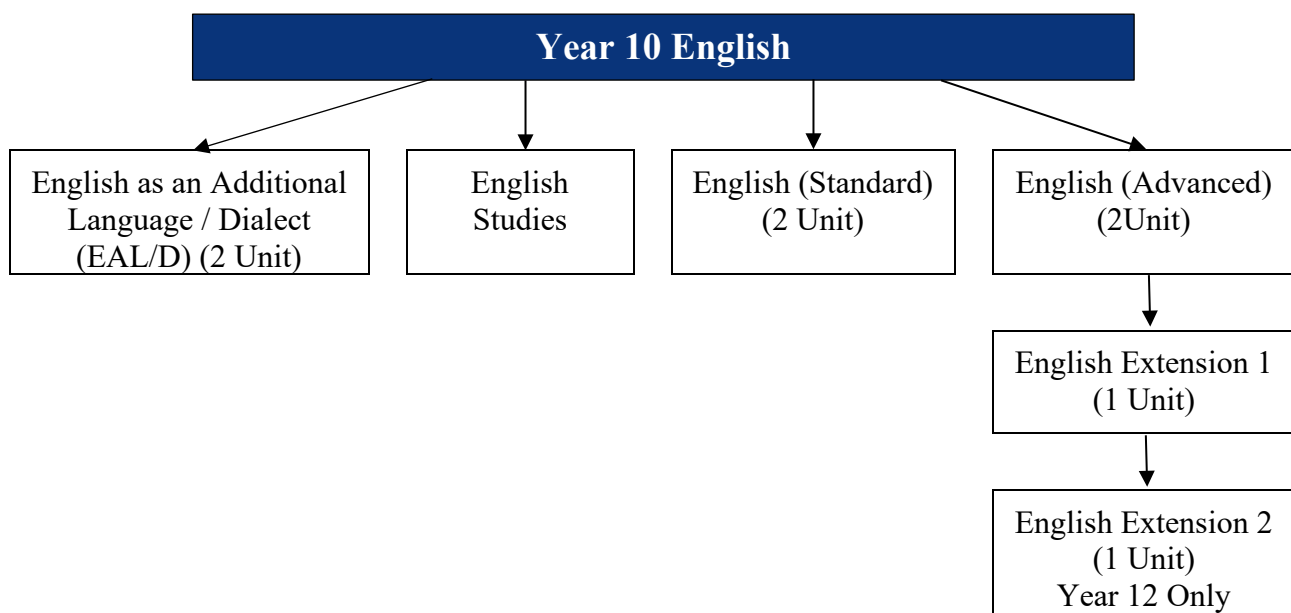 Year 10 English
English as an Additional
Language / Dialect
(EAL/D) (2 Unit)
English
Studies
English (Standard)
(2 Unit)
English (Advanced)
(2Unit)
English Extension 1
(1 Unit)
English Extension 2
(1 Unit)
Year 12 Only